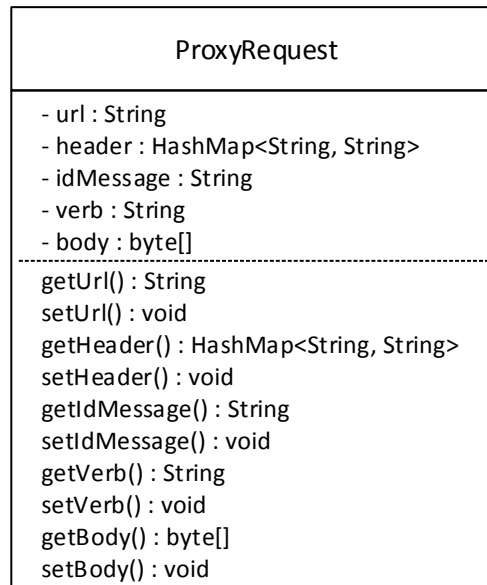 ProxyRequest
- url : String
- header : HashMap<String, String>
- idMessage : String
- verb : String
- body : byte[]
getUrl() : String
setUrl() : void
getHeader() : HashMap<String, String>
setHeader() : void
getIdMessage() : String
setIdMessage() : void
getVerb() : String
setVerb() : void
getBody() : byte[]
setBody() : void